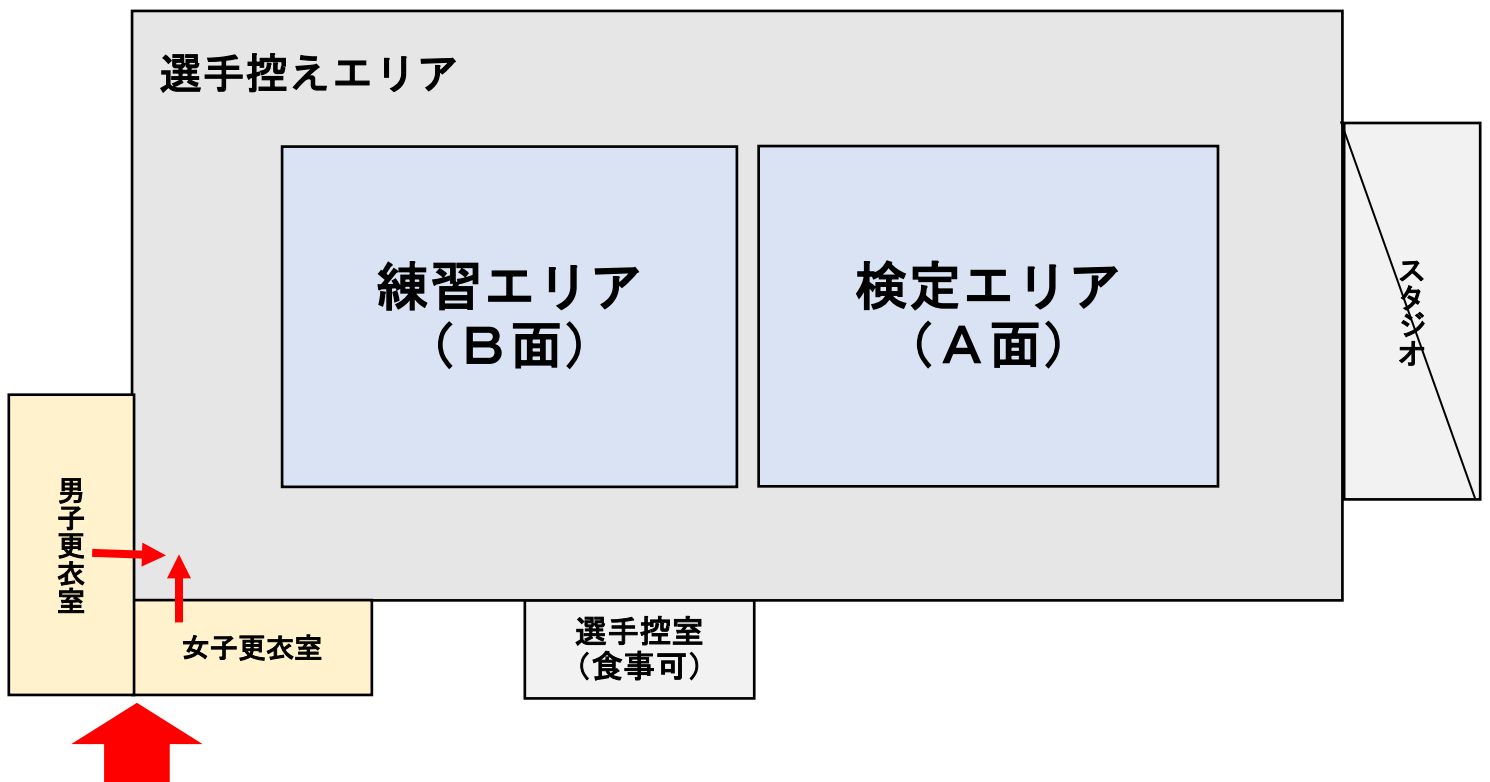 選手控えエリア
練習エリア
（Ｂ面）
検定エリア
（Ａ面）
スタジオ
男子更衣室
女子更衣室
選手控室
（食事可）